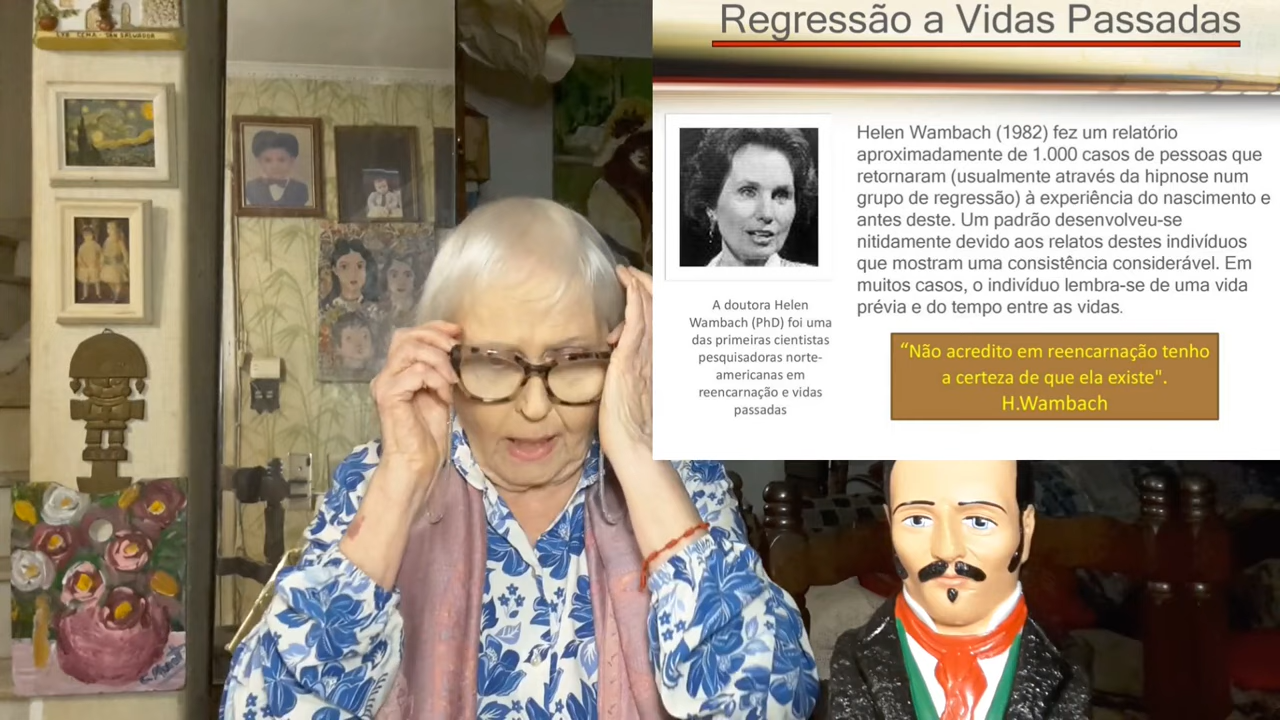 Regressão a Vidas Passadas
Helen Wambach (1982) fez um relatório
aproximadamente de 1.000 casos de pessoas que
retornaram (usualmente através da hipnose num
grupo de regressão) à experiência do nascimento e
antes deste. Um padrão desenvolveu-se
nitidamente devido aos relatos destes indivíduos
que mostram uma consistência considerável. Em
muitos casos, o indivíduo lembra-se de uma vida
prévia e do tempo entre as vidas.
A doutora Helen
Wambach (PhD) foi uma
das primeiras cientistas
pesquisadoras norte-
americanas em
reencarnação e vidas
passadas
“Não acredito em reencarnação tenho
a certeza de que ela existe".
H.Wambach